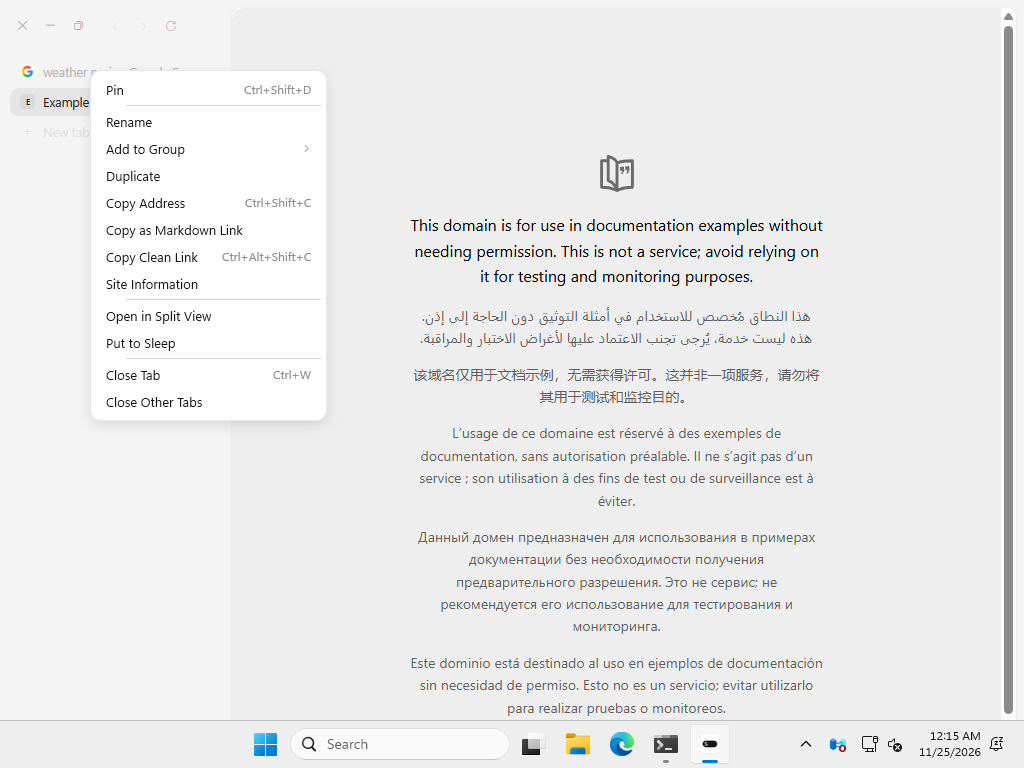 weather
E Example
New tab
Pin Ctrl+Shift+D
Rename
Add to Group
Duplicate
Copy Address Ctrl+Shift+C
Copy as Markdown Link
Copy Clean Link Ctrl+Alt+Shift+C
Site Information
Open in Split View
Put to Sleep
Close Tab Ctrl+W
Close Other Tabs
This domain is for use in documentation examples without
needing permission. This is not a service; avoid relying on
it for testing and monitoring purposes.
هذا النطاق مُخصص للاستخدام في أمثلة التوثيق دون الحاجة إلى إذن.
هذه ليست خدمة، يُرجى تجنب الاعتماد عليها لأغراض الاختبار والمراقبة.
该域名仅用于文档示例，无需获得许可。这并非一项服务，请勿将
其用于测试和监控目的。
L’usage de ce domaine est réservé à des exemples de
documentation, sans autorisation préalable. Il ne s’agit pas d’un
service ; son utilisation à des fins de test ou de surveillance est à
éviter.
Данный домен предназначен для использования в примерах
документации без необходимости получения
предварительного разрешения. Это не сервис; не
рекомендуется его использование для тестирования и
мониторинга.
Este dominio está destinado al uso en ejemplos de documentación
sin necesidad de permiso. Esto no es un servicio; evitar utilizarlo
para realizar pruebas o monitoreos.
Search
12:15 AM
11/25/2026